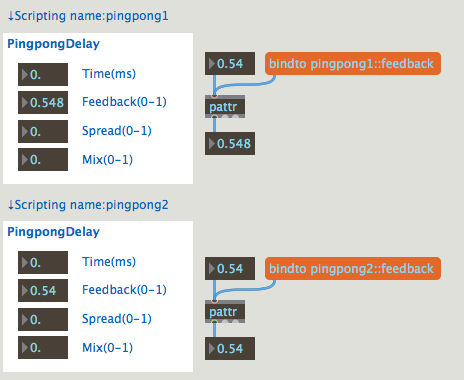 ↓Scripting name:pingpong1
PingpongDelay
0. Time(ms)
0.548 Feedback(0-1)
0. Spread(0-1)
0. Mix(0-1)
0.54 bindto pingpong1::feedback
pattr
0.548
↓Scripting name:pingpong2
PingpongDelay
0. Time(ms)
0.54 Feedback(0-1)
0. Spread(0-1)
0. Mix(0-1)
0.54 bindto pingpong2::feedback
pattr
0.54